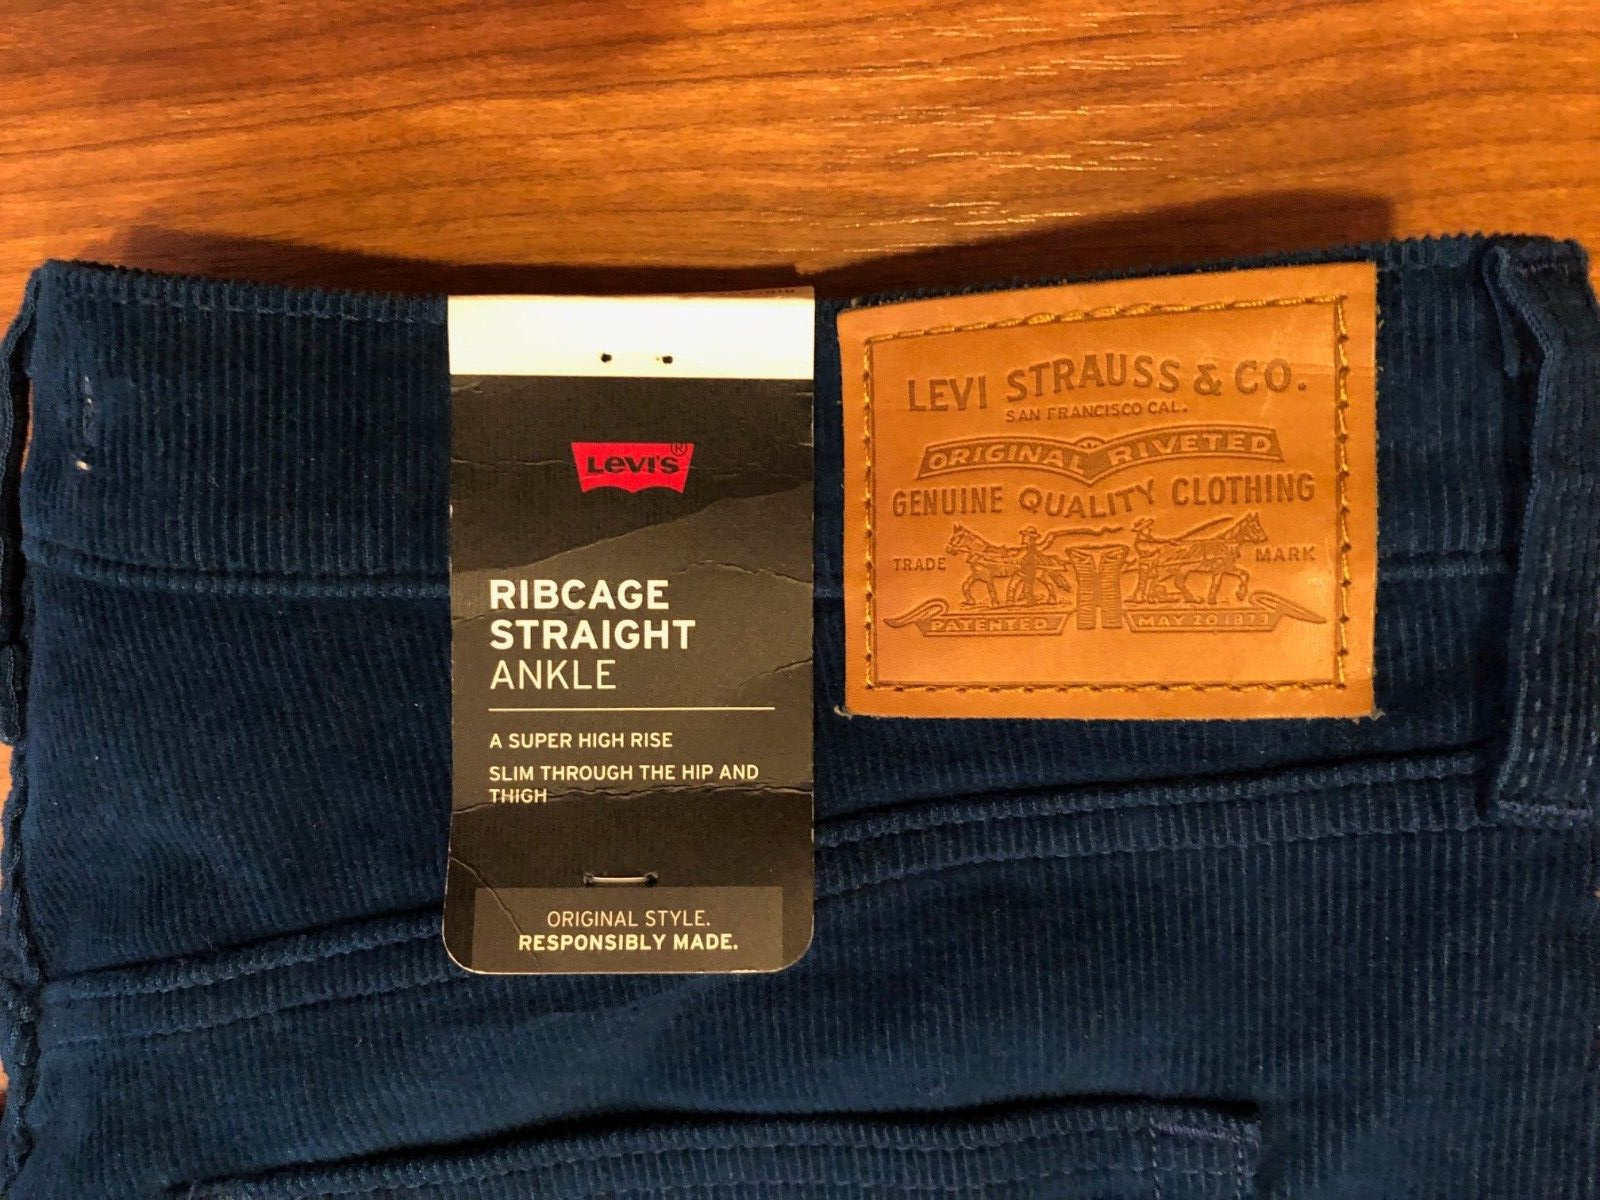 LEVI'S®
RIBCAGE
STRAIGHT
ANKLE
A SUPER HIGH RISE
SLIM THROUGH THE HIP AND
THIGH
ORIGINAL STYLE.
RESPONSIBLY MADE.
LEVI STRAUSS & CO.
SAN FRANCISCO CAL.
ORIGINAL RIVETED
GENUINE QUALITY CLOTHING
TRADE MARK
PATENTED MAY 20 1873